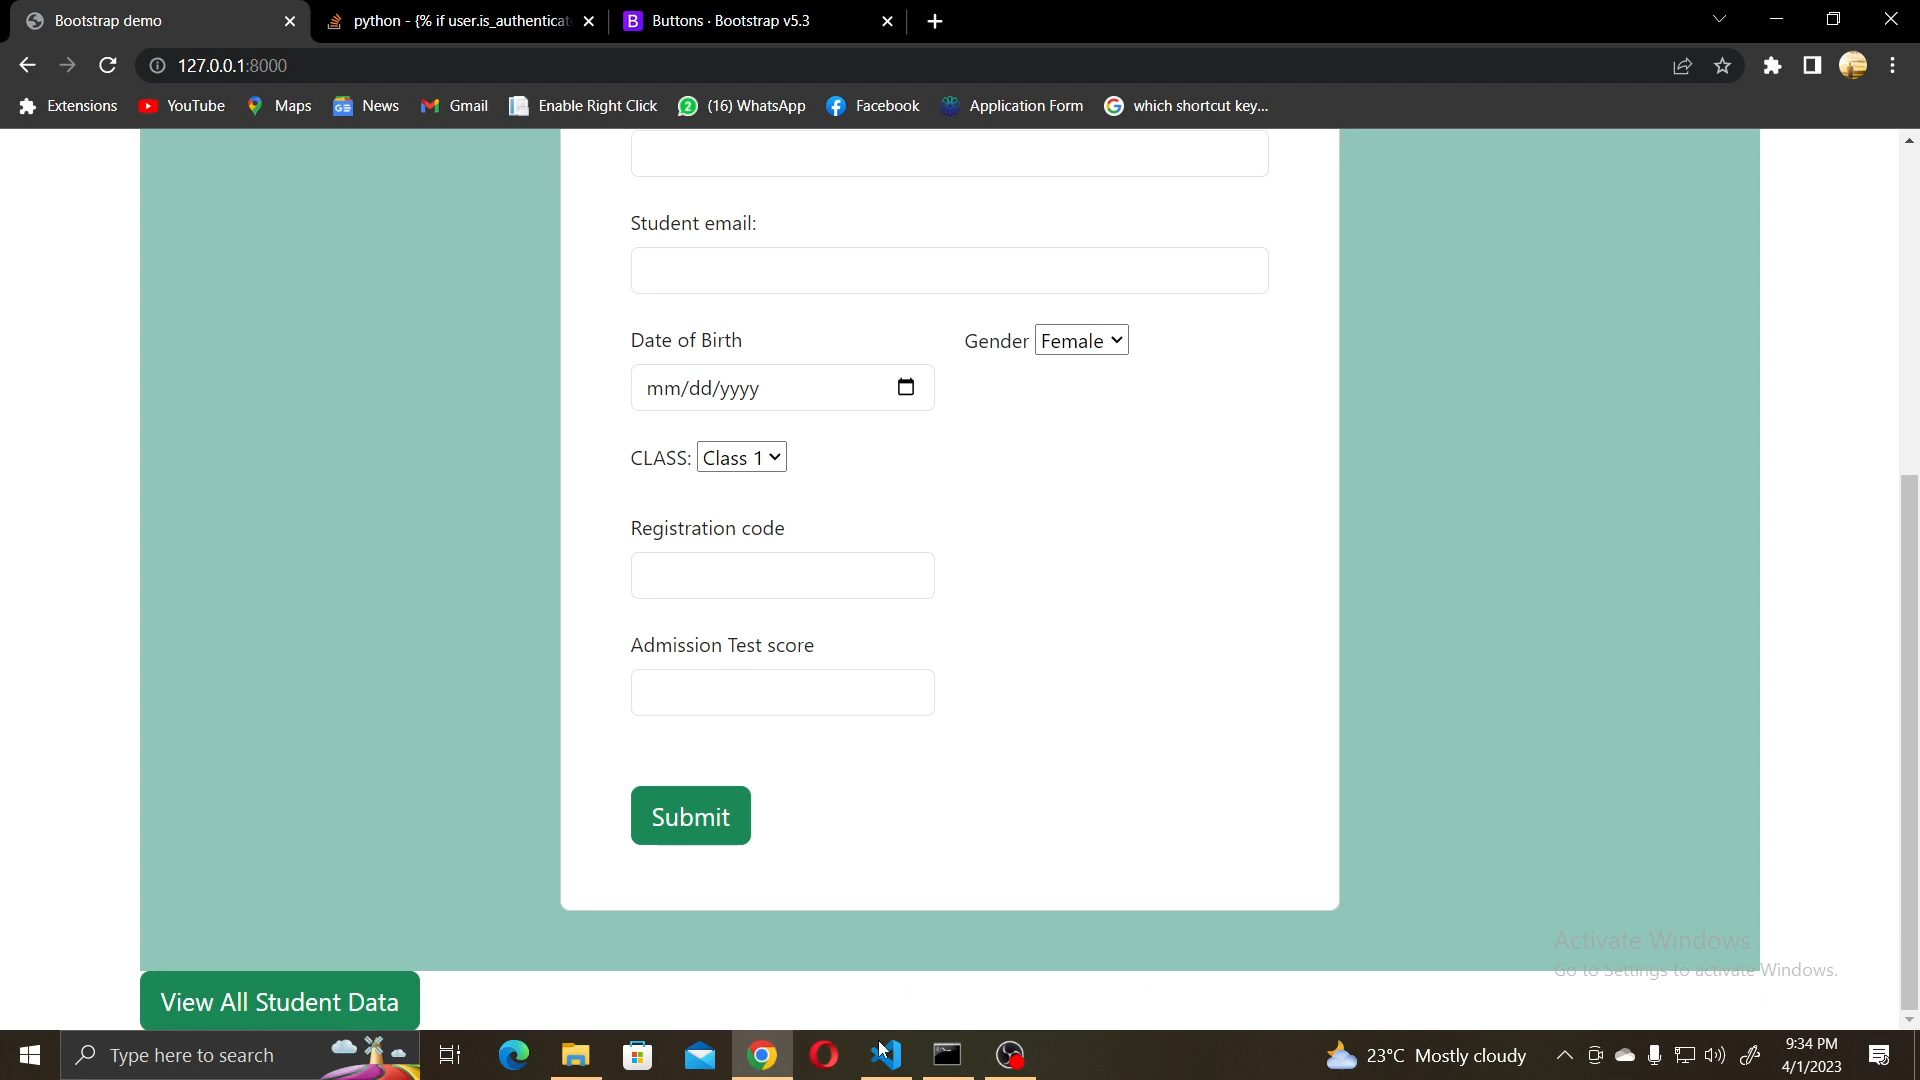 Bootstrap demo
python - {% if user.is_authenticat
Buttons · Bootstrap v5.3
127.0.0.1:8000
Extensions
YouTube
Maps
News
Gmail
Enable Right Click
(16) WhatsApp
Facebook
Application Form
which shortcut key...
Student email:
Date of Birth
Gender Female
mm/dd/yyyy
CLASS: Class 1
Registration code
Admission Test score
Submit
Activate Windows
Go to Settings to activate Windows.
View All Student Data
Type here to search
23°C Mostly cloudy
9:34 PM
4/1/2023